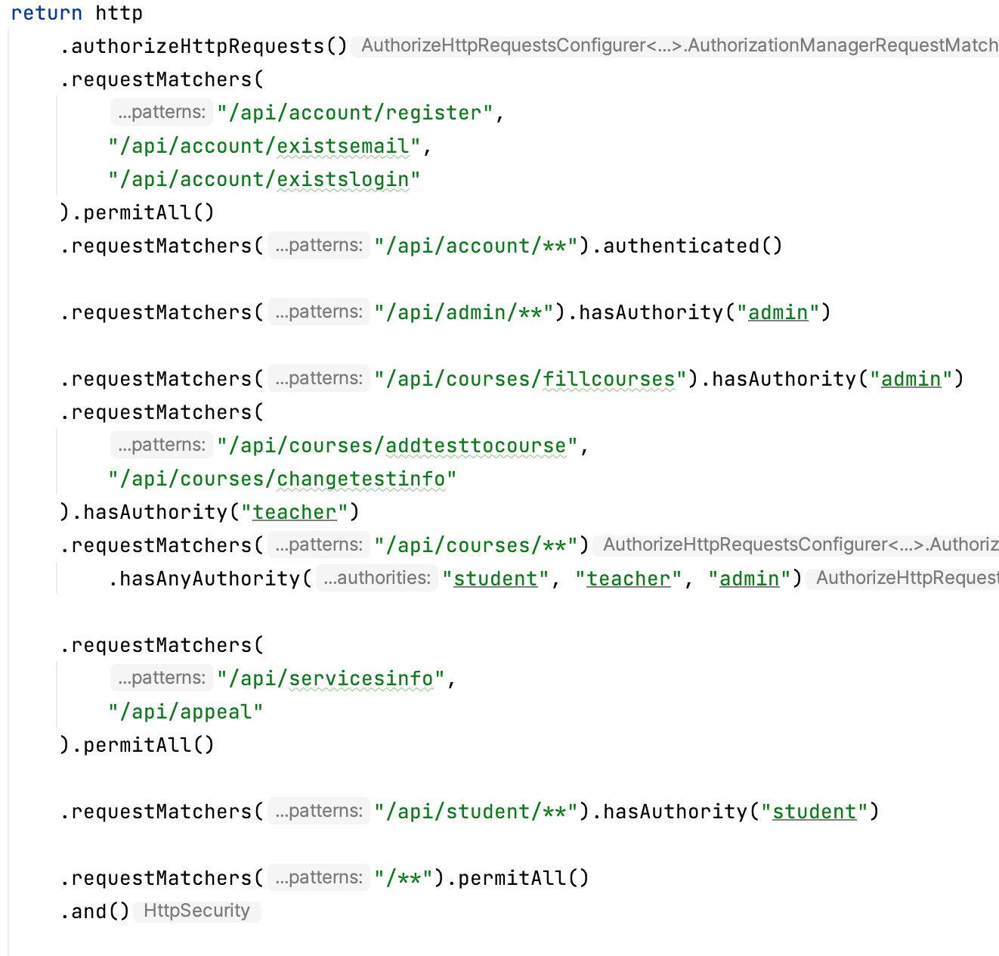 return http
.authorizeHttpRequests() AuthorizeHttpRequestsConfigurer<...>.AuthorizationManagerRequestMatch
.requestMatchers(
...patterns: "/api/account/register",
"/api/account/existsemail",
"/api/account/existslogin"
).permitAll()
.requestMatchers( ...patterns: "/api/account/**").authenticated()
.requestMatchers( ...patterns: "/api/admin/**").hasAuthority("admin")
.requestMatchers( ...patterns: "/api/courses/fillcourses").hasAuthority("admin")
.requestMatchers(
...patterns: "/api/courses/addtesttocourse",
"/api/courses/changetestinfo"
).hasAuthority("teacher")
.requestMatchers( ...patterns: "/api/courses/**") AuthorizeHttpRequestsConfigurer<...>.Authoriz
.hasAnyAuthority( ...authorities: "student", "teacher", "admin") AuthorizeHttpRequest
.requestMatchers(
...patterns: "/api/servicesinfo",
"/api/appeal"
).permitAll()
.requestMatchers( ...patterns: "/api/student/**").hasAuthority("student")
.requestMatchers( ...patterns: "/**").permitAll()
.and() HttpSecurity